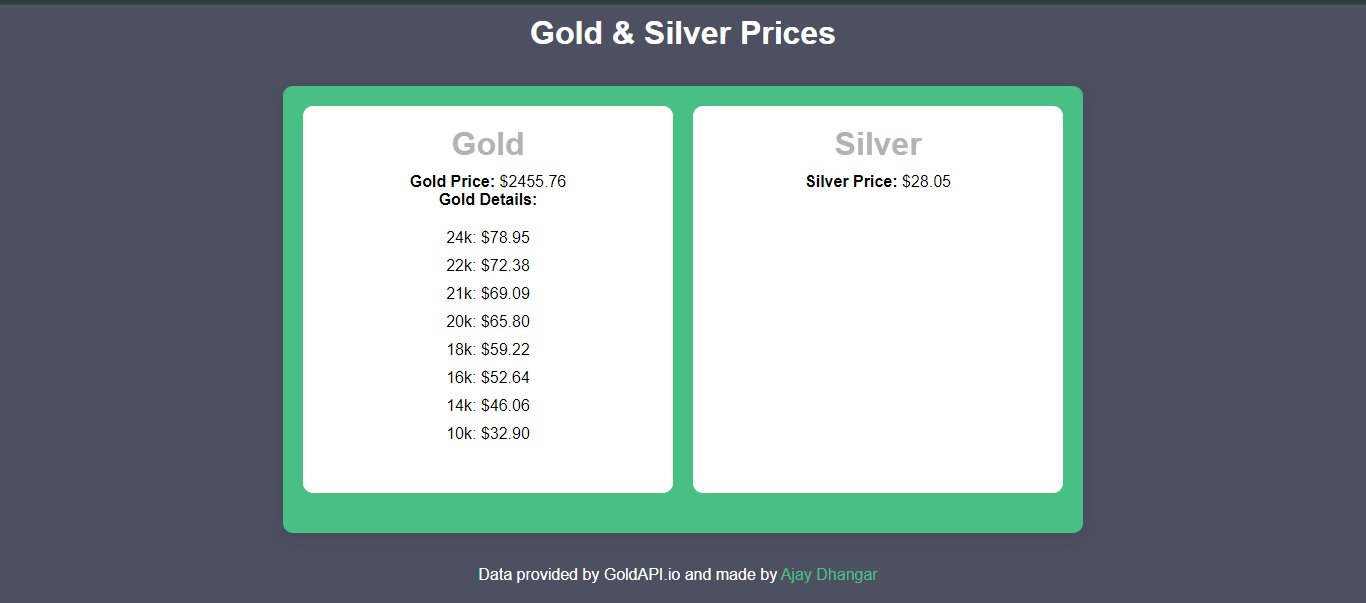 Gold & Silver Prices
Gold
Gold Price: $2455.76
Gold Details:
24k: $78.95
22k: $72.38
21k: $69.09
20k: $65.80
18k: $59.22
16k: $52.64
14k: $46.06
10k: $32.90
Silver
Silver Price: $28.05
Data provided by GoldAPI.io and made by Ajay Dhangar